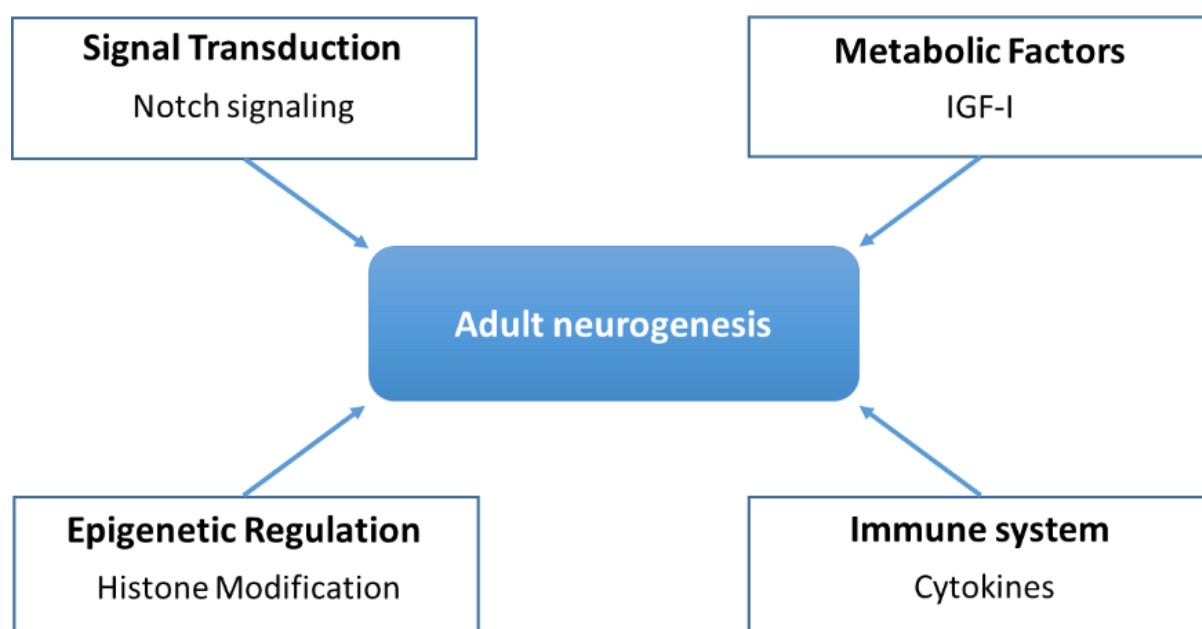 Signal Transduction
Notch signaling
Metabolic Factors
IGF-I
Adult neurogenesis
Epigenetic Regulation
Histone Modification
Immune system
Cytokines